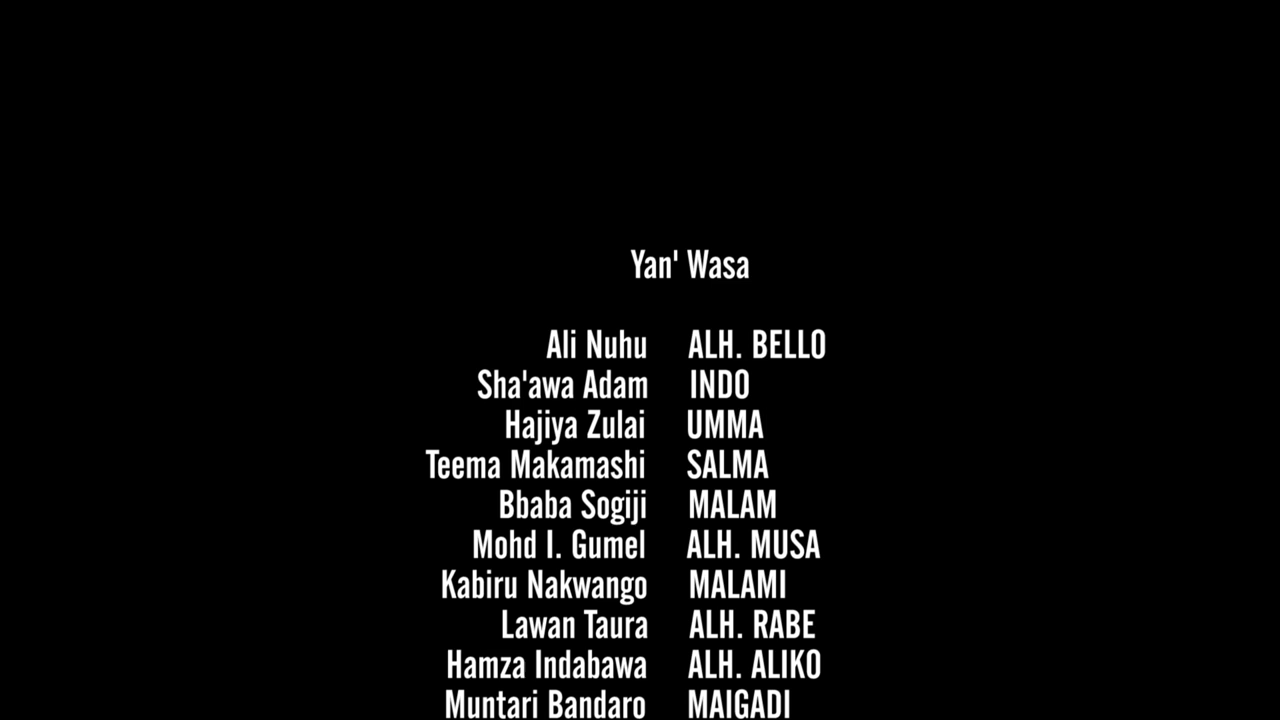 Yan' Wasa
Ali Nuhu ALH. BELLO
Sha'awa Adam INDO
Hajiya Zulai UMMA
Teema Makamashi SALMA
Bbaba Sogiji MALAM
Mohd I. Gumel ALH. MUSA
Kabiru Nakwango MALAMI
Lawan Taura ALH. RABE
Hamza Indabawa ALH. ALIKO
Muntari Bandaro MAIGADI